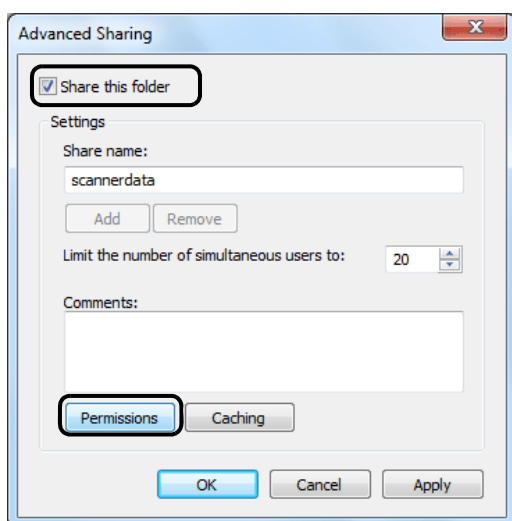 Advanced Sharing
Share this folder
Settings
Share name:
scannerdata
Add Remove
Limit the number of simultaneous users to: 20
Comments:
Permissions Caching
OK Cancel Apply